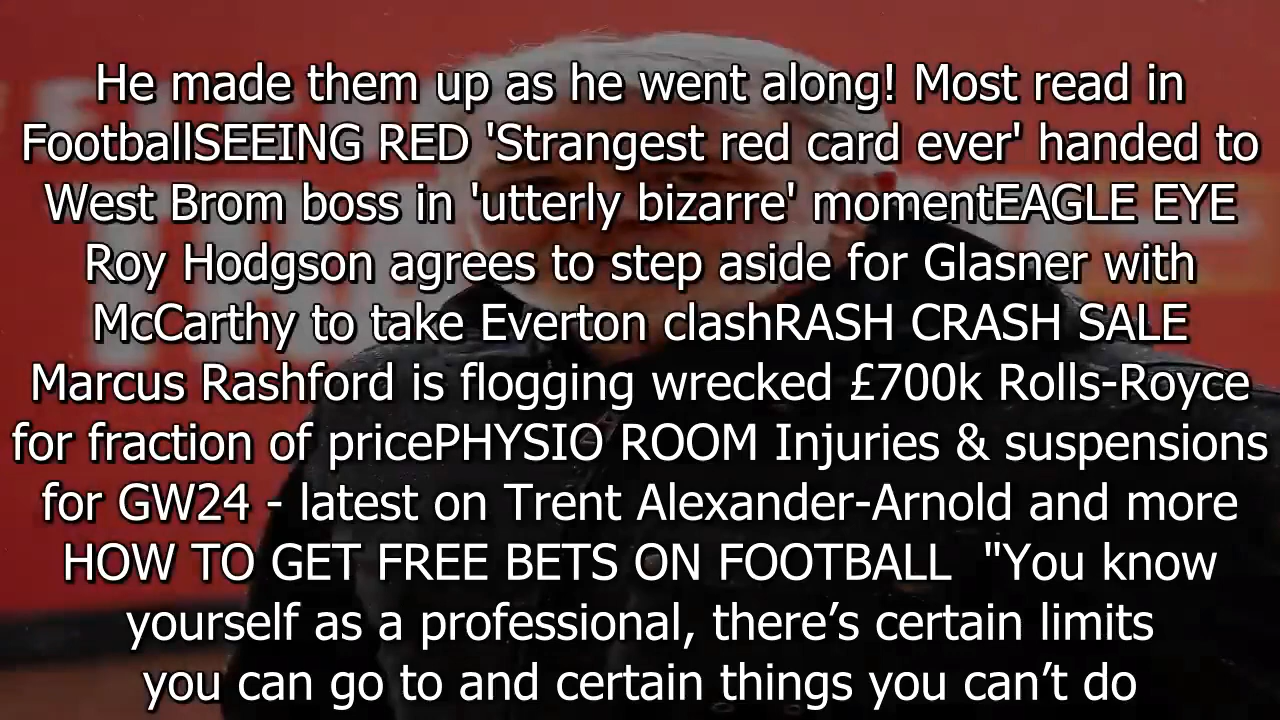 He made them up as he went along! Most read in
FootballSEEING RED 'Strangest red card ever' handed to
West Brom boss in 'utterly bizarre' momentEAGLE EYE
Roy Hodgson agrees to step aside for Glasner with
McCarthy to take Everton clashRASH CRASH SALE
Marcus Rashford is flogging wrecked £700k Rolls-Royce
for fraction of pricePHYSIO ROOM Injuries & suspensions
for GW24 - latest on Trent Alexander-Arnold and more
HOW TO GET FREE BETS ON FOOTBALL  "You know
yourself as a professional, there’s certain limits
you can go to and certain things you can’t do